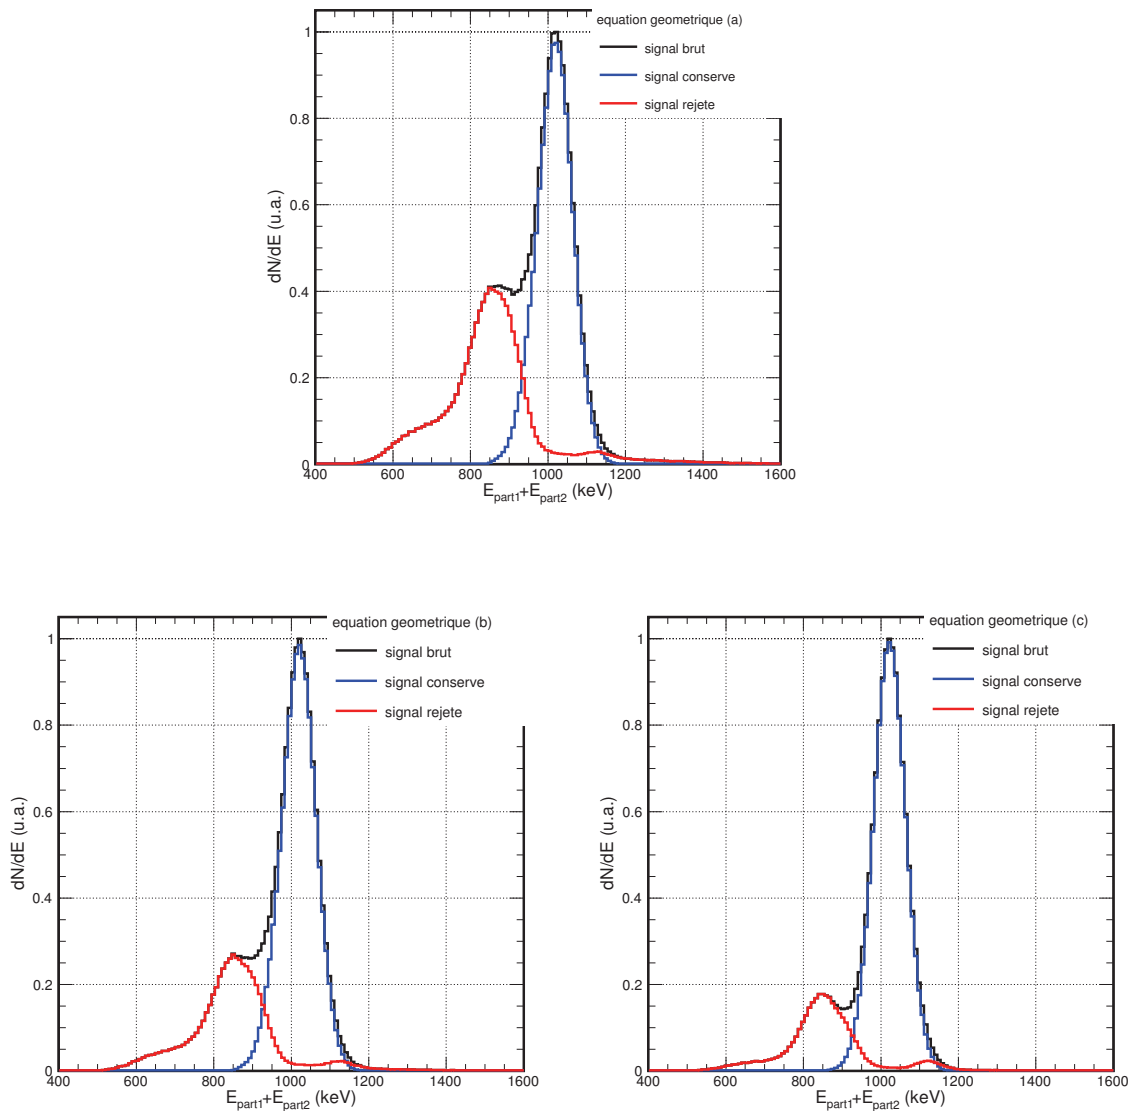 equation geometrique (a)
signal brut
signal conserve
signal rejete
dN/dE (u.a.)
1
0.8
0.6
0.4
0.2
0
400 600 800 1000 1200 1400 1600
E_part1+E_part2 (keV)
equation geometrique (b)
signal brut
signal conserve
signal rejete
dN/dE (u.a.)
1
0.8
0.6
0.4
0.2
0
400 600 800 1000 1200 1400 1600
E_part1+E_part2 (keV)
equation geometrique (c)
signal brut
signal conserve
signal rejete
dN/dE (u.a.)
1
0.8
0.6
0.4
0.2
0
400 600 800 1000 1200 1400 1600
E_part1+E_part2 (keV)